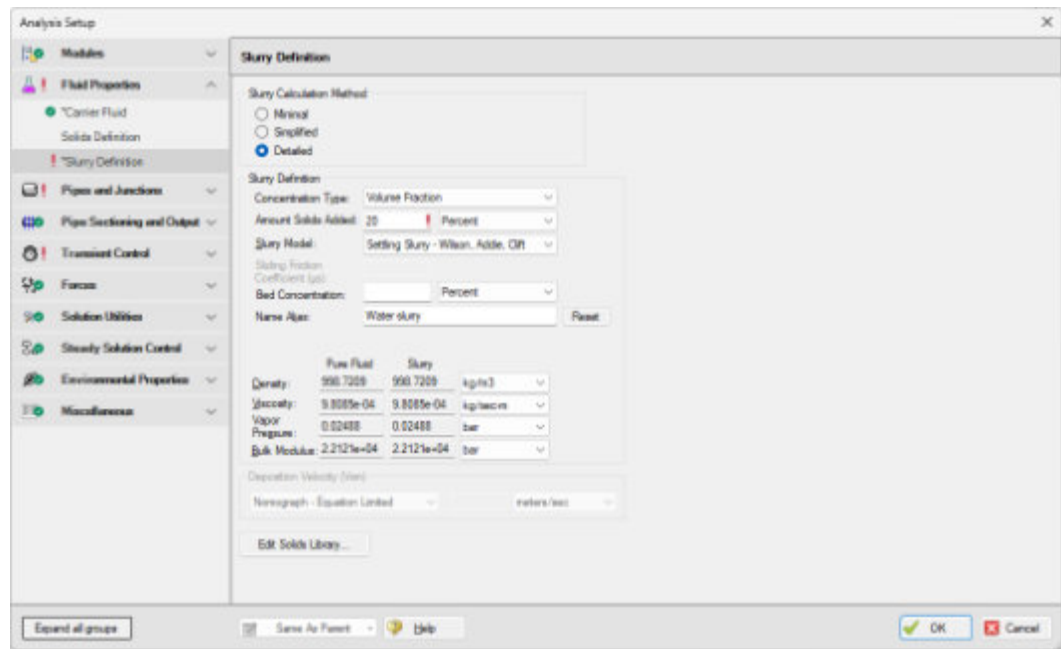 Analysis Setup
Modules
Fluid Properties
*Carrier Fluid
Solids Definition
*Slurry Definition
Pipes and Junctions
Pipe Sectioning and Output
Transient Control
Forces
Solution Utilities
Steady Solution Control
Environmental Properties
Miscellaneous
Expand all groups
Slurry Definition
Slurry Calculation Method
Minimal
Simplified
Detailed
Slurry Definition
Concentration Type: Volume Fraction
Amount Solids Added: 20 Percent
Slurry Model: Settling Slurry - Wilson, Addie, Clift
Sliding Friction
Coefficient (µs):
Bed Concentration: Percent
Name Alias: Water slurry Reset
Pure Fluid Slurry
Density: 998.7209 998.7209 kg/m3
Viscosity: 9.8085e-04 9.8085e-04 kg/sec-m
Vapor
Pressure: 0.02488 0.02488 bar
Bulk Modulus: 2.2121e+04 2.2121e+04 bar
Deposition Velocity (Vsm)
Nomograph - Equation Limited meters/sec
Edit Solids Library...
Same As Parent Help
OK Cancel